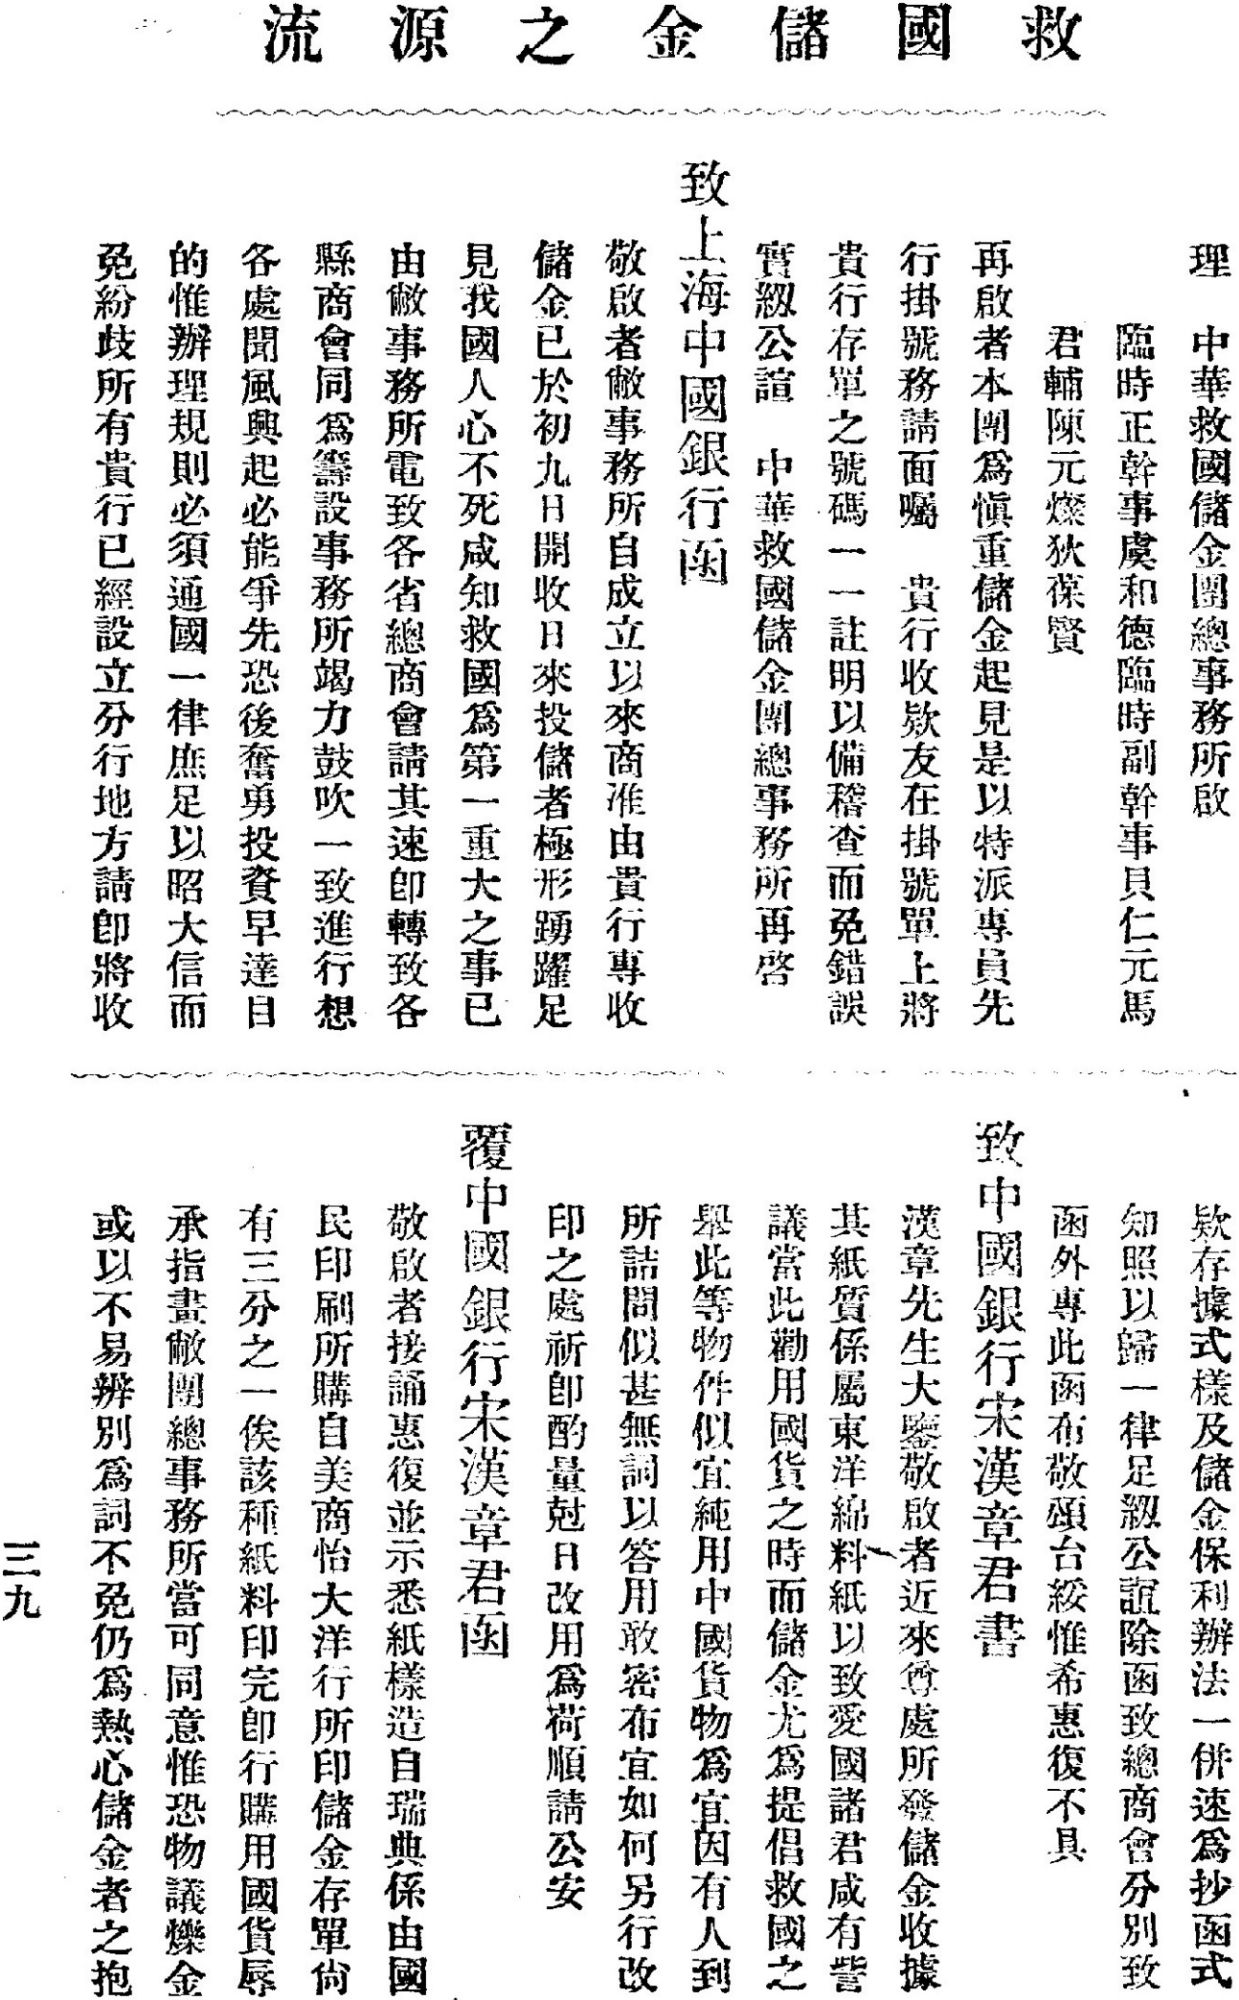 救國儲金之源流
理　中華救國儲金團總事務所啟
臨時正幹事虞和德臨時副幹事貝仁元馬
君輔陳元燦狄葆賢
再啟者本團爲愼重儲金起見是以特派專員先
行掛號務請面囑　貴行收欵友在掛號單上將
貴行存單之號碼一一註明以備稽查而免錯誤
實紉公誼　中華救國儲金團總事務所再啓
致上海中國銀行函
敬啟者敝事務所自成立以來商准由貴行專收
儲金已於初九日開收日來投儲者極形踴躍足
見我國人心不死咸知救國爲第一重大之事已
由敝事務所電致各省總商會請其速卽轉致各
縣商會同爲籌設事務所竭力鼓吹一致進行想
各處聞風興起必能爭先恐後奮勇投資早達目
的惟辦理規則必須通國一律庶足以昭大信而
免紛歧所有貴行已經設立分行地方請卽將收
欵存據式樣及儲金保利辦法一併速爲抄函式
知照以歸一律足紉公誼除函致總商會分別致
函外專此函布敬頌台綏惟希惠復不具
致中國銀行宋漢章君書
漢章先生大鑒敬啟者近來尊處所發儲金收據
其紙質係屬東洋綿料紙以致愛國諸君咸有訾
議當此勸用國貨之時而儲金尤爲提倡救國之
舉此等物件似宜純用中國貨物爲宜因有人到
所詰問似甚無詞以答用敢密布宜如何另行改
印之處祈卽酌量尅日改用爲荷順請公安
覆中國銀行宋漢章君函
敬啟者接誦惠復並示悉紙樣造自瑞典係由國
民印刷所購自美商怡大洋行所印儲金存單尙
有三分之一俟該種紙料印完卽行購用國貨辱
承指畫敝團總事務所當可同意惟恐物議爍金
或以不易辨別爲詞不免仍爲熱心儲金者之抱
三九